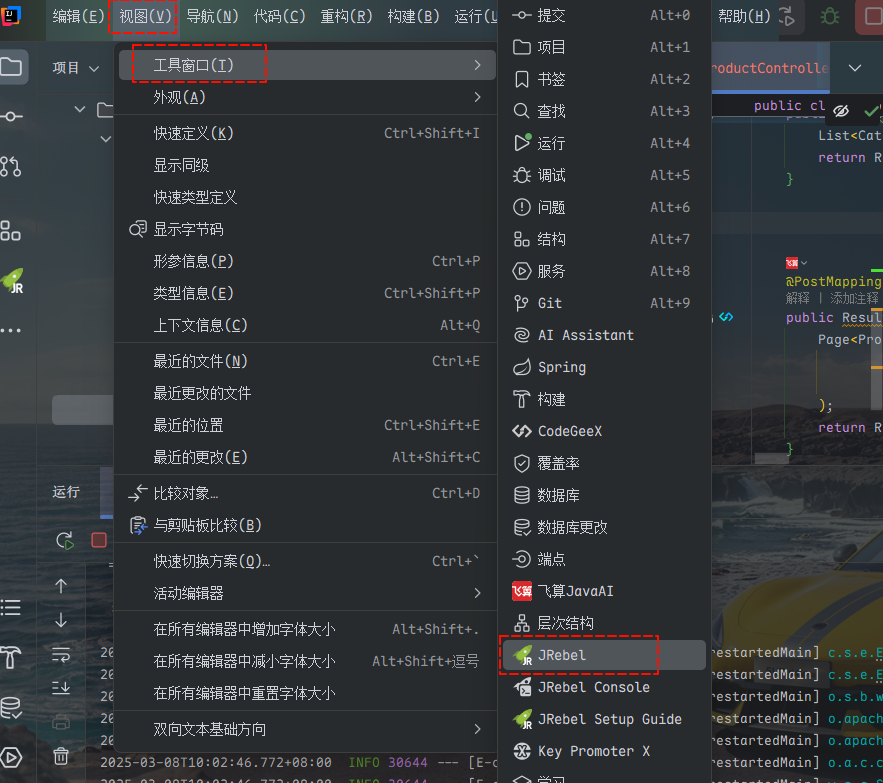 编辑(E) 视图(V) 导航(N) 代码(C) 重构(R) 构建(B) 运行(U 帮助(H)
项目
工具窗口(T)
外观(A)
快速定义(K) Ctrl+Shift+I
显示同级
快速类型定义
显示字节码
形参信息(P) Ctrl+P
类型信息(E) Ctrl+Shift+P
上下文信息(C) Alt+Q
最近的文件(N) Ctrl+E
最近更改的文件
最近的位置 Ctrl+Shift+E
最近的更改(E) Alt+Shift+C
比较对象… Ctrl+D
与剪贴板比较(B)
快速切换方案(Q)… Ctrl+`
活动编辑器
在所有编辑器中增加字体大小 Alt+Shift+.
在所有编辑器中减小字体大小 Alt+Shift+逗号
在所有编辑器中重置字体大小
双向文本基础方向
提交 Alt+0
项目 Alt+1
书签 Alt+2
查找 Alt+3
运行 Alt+4
调试 Alt+5
问题 Alt+6
结构 Alt+7
服务 Alt+8
Git Alt+9
AI Assistant
Spring
构建
CodeGeeX
覆盖率
数据库
数据库更改
端点
飞算JavaAI
层次结构
JRebel
JRebel Console
JRebel Setup Guide
Key Promoter X
JR
运行
roductControlle
public cl
List<Cat
return R
}
飞算
@PostMapping
解释 | 添加注释
public Resul
Page<Pro
);
return R
}
restartedMain] c.s.e.E
restartedMain] c.s.e.E
restartedMain] o.s.b.w
restartedMain] o.apach
restartedMain] o.apach
restartedMain] o.a.c.c
2025-03-08T10:02:46.772+08:00 INFO 30644 --- [E-c